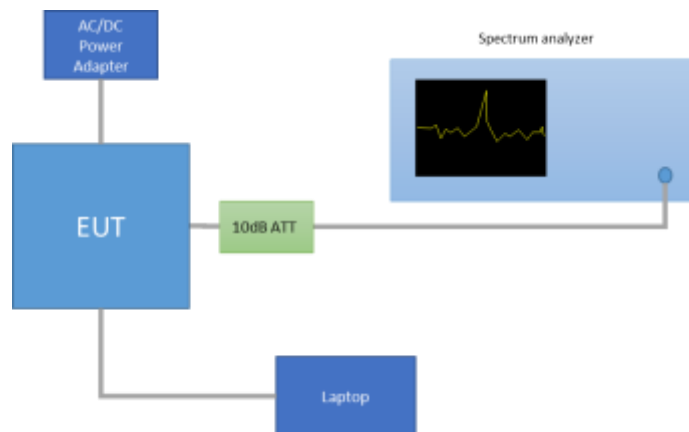 AC/DC
Power
Adapter
Spectrum analyzer
EUT
10dB ATT
Laptop